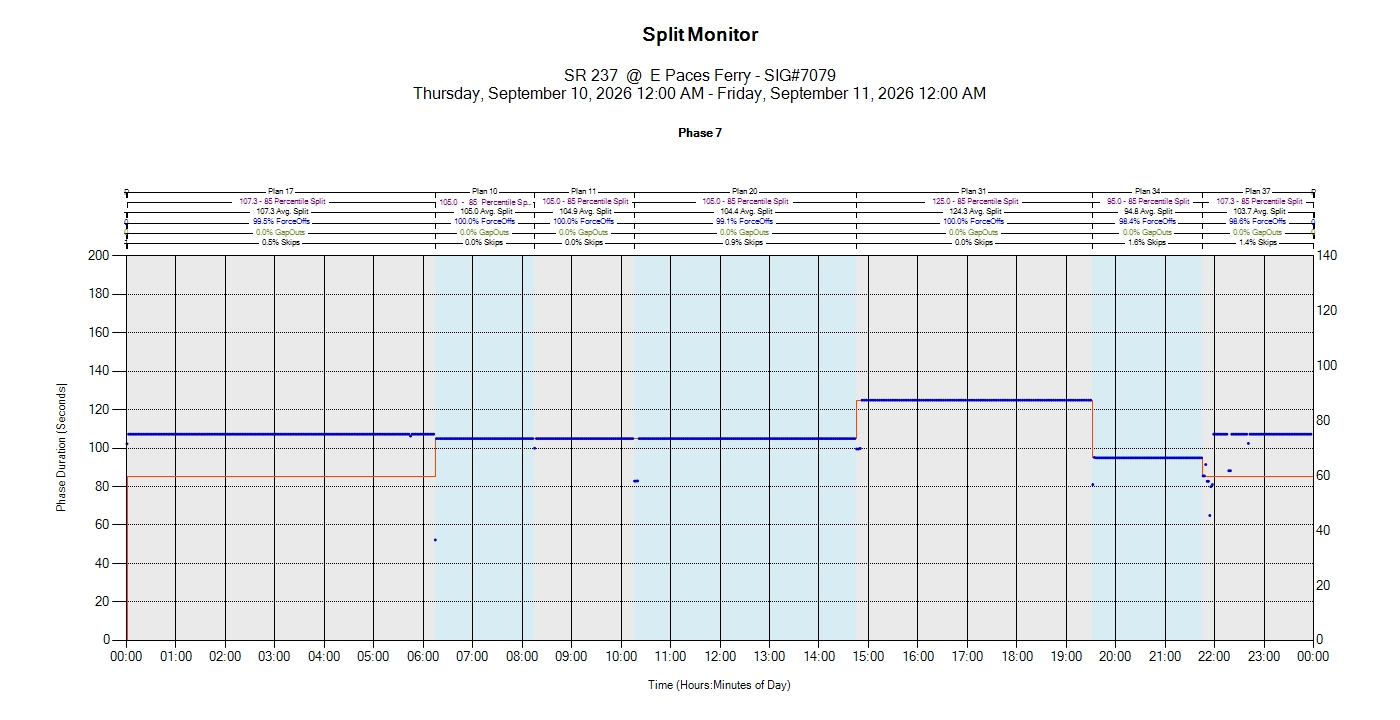 Split Monitor
SR 237 @ E Paces Ferry - SIG#7079
Thursday, September 10, 2026 12:00 AM - Friday, September 11, 2026 12:00 AM
Phase 7
Plan 17 Plan 10 Plan 11 Plan 20 Plan 31 Plan 34 Plan 37
107.3 - 85 Percentile Split 105.0 - 85 Percentile Sp... 105.0 - 85 Percentile Split 105.0 - 85 Percentile Split 125.0 - 85 Percentile Split 95.0 - 85 Percentile Split 107.3 - 85 Percentile Split
107.3 Avg. Split 105.0 Avg. Split 104.9 Avg. Split 104.4 Avg. Split 124.3 Avg. Split 94.8 Avg. Split 103.7 Avg. Split
99.5% ForceOffs 100.0% ForceOffs 100.0% ForceOffs 99.1% ForceOffs 100.0% ForceOffs 98.4% ForceOffs 98.6% ForceOffs
0.0% GapOuts 0.0% GapOuts 0.0% GapOuts 0.0% GapOuts 0.0% GapOuts 0.0% GapOuts 0.0% GapOuts
0.5% Skips 0.0% Skips 0.0% Skips 0.9% Skips 0.0% Skips 1.6% Skips 1.4% Skips
200 140
180
120
160
140 100
120
80
100
80 60
60
40
40
20
20
0 0
00:00 01:00 02:00 03:00 04:00 05:00 06:00 07:00 08:00 09:00 10:00 11:00 12:00 13:00 14:00 15:00 16:00 17:00 18:00 19:00 20:00 21:00 22:00 23:00 00:00
Phase Duration (Seconds)
Time (Hours:Minutes of Day)